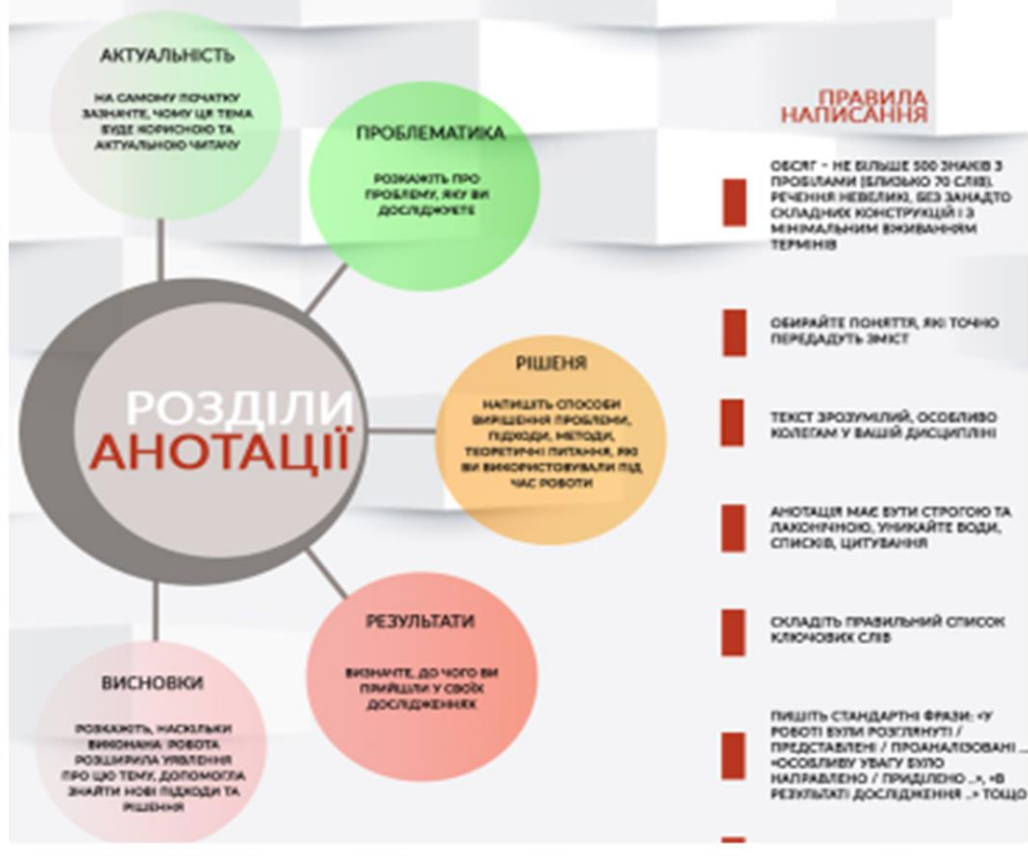 АКТУАЛЬНІСТЬ
НА САМОМУ ПОЧАТКУ
ЗАЗНАЧТЕ, ЧОМУ ЦЯ ТЕМА
БУДЕ КОРИСНОЮ ТА
АКТУАЛЬНОЮ ЧИТАЧУ
ПРОБЛЕМАТИКА
РОЗКАЖІТЬ ПРО
ПРОБЛЕМУ, ЯКУ ВИ
ДОСЛІДЖУЄТЕ
РОЗДІЛИ
АНОТАЦІЇ
РІШЕНЯ
НАПИШІТЬ СПОСОБИ
ВИРІШЕННЯ ПРОБЛЕМИ,
ПІДХОДИ, МЕТОДИ,
ТЕОРЕТИЧНІ ПИТАННЯ, ЯКІ
ВИ ВИКОРИСТОВУВАЛИ ПІД
ЧАС РОБОТИ
РЕЗУЛЬТАТИ
ВИЗНАЧТЕ, ДО ЧОГО ВИ
ПРИЙШЛИ У СВОЇХ
ДОСЛІДЖЕННЯХ
ВИСНОВКИ
РОЗКАЖІТЬ, НАСКІЛЬКИ
ВИКОНАНА РОБОТА
РОЗШИРИЛА УЯВЛЕННЯ
ПРО ЦЮ ТЕМУ, ДОПОМОГЛА
ЗНАЙТИ НОВІ ПІДХОДИ ТА
РІШЕННЯ
ПРАВИЛА
НАПИСАННЯ
ОБСЯГ – НЕ БІЛЬШЕ 500 ЗНАКІВ З
ПРОБІЛАМИ (БЛИЗЬКО 70 СЛІВ).
РЕЧЕННЯ НЕВЕЛИКІ, БЕЗ ЗАНАДТО
СКЛАДНИХ КОНСТРУКЦІЙ І З
МІНІМАЛЬНИМ ВЖИВАННЯМ
ТЕРМІНІВ
ОБИРАЙТЕ ПОНЯТТЯ, ЯКІ ТОЧНО
ПЕРЕДАДУТЬ ЗМІСТ
ТЕКСТ ЗРОЗУМІЛИЙ, ОСОБЛИВО
КОЛЕГАМ У ВАШІЙ ДИСЦИПЛІНІ
АНОТАЦІЯ МАЄ БУТИ СТРОГОЮ ТА
ЛАКОНІЧНОЮ, УНИКАЙТЕ ВОДИ,
СПИСКІВ, ЦИТУВАННЯ
СКЛАДІТЬ ПРАВИЛЬНИЙ СПИСОК
КЛЮЧОВИХ СЛІВ
ПИШІТЬ СТАНДАРТНІ ФРАЗИ: «У
РОБОТІ БУЛИ РОЗГЛЯНУТІ /
ПРЕДСТАВЛЕНІ / ПРОАНАЛІЗОВАНІ ...
«ОСОБЛИВУ УВАГУ БУЛО
НАПРАВЛЕНО / ПРИДІЛЕНО ...», «В
РЕЗУЛЬТАТІ ДОСЛІДЖЕННЯ ...» ТОЩО